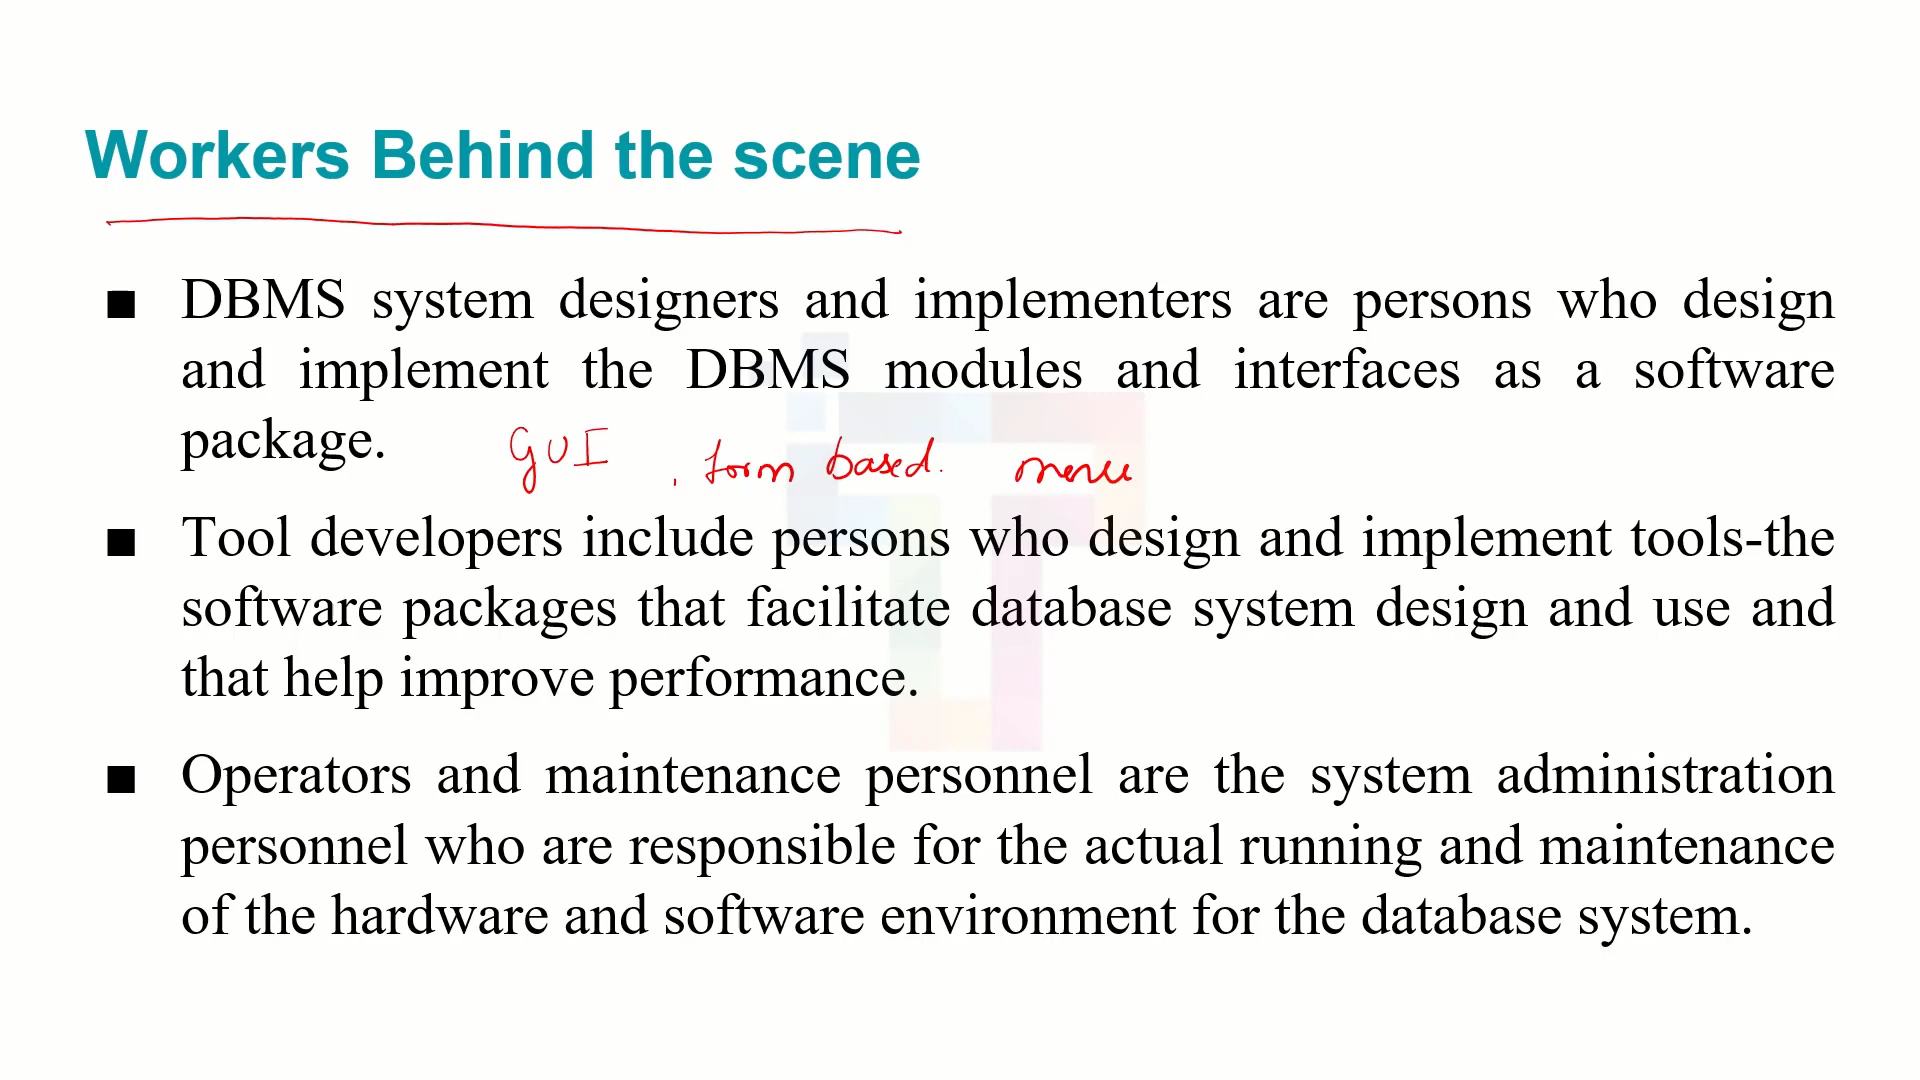 Workers Behind the scene
■ DBMS system designers and implementers are persons who design
and implement the DBMS modules and interfaces as a software
package.
GUI , form based. menu
■ Tool developers include persons who design and implement tools-the
software packages that facilitate database system design and use and
that help improve performance.
■ Operators and maintenance personnel are the system administration
personnel who are responsible for the actual running and maintenance
of the hardware and software environment for the database system.